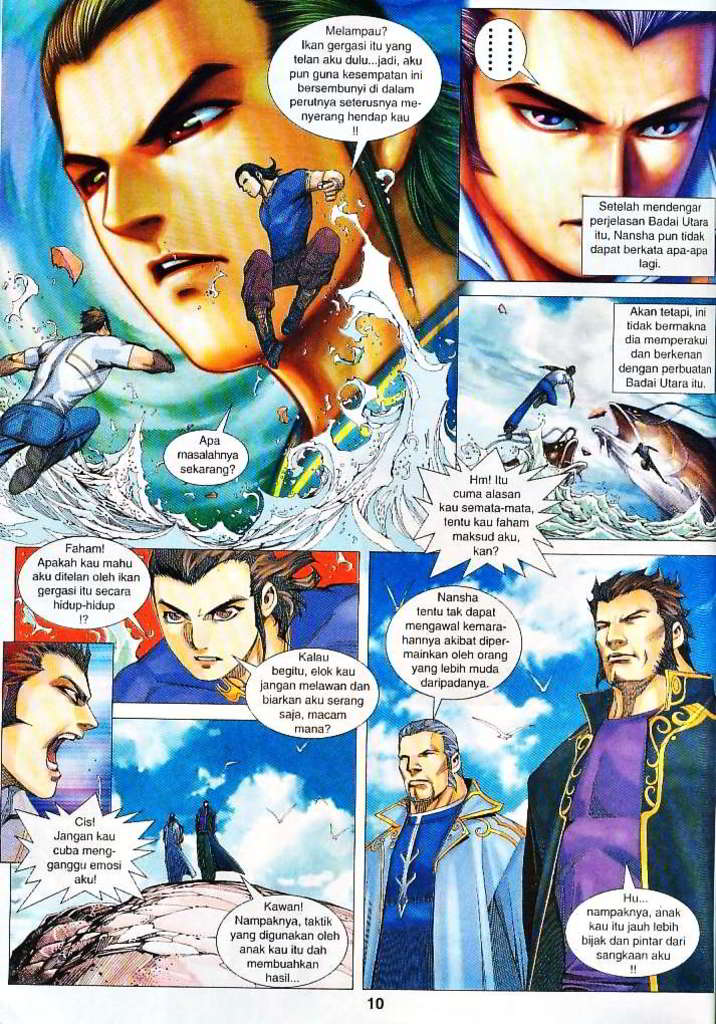 Melampau?
Ikan gergasi itu yang
telan aku dulu...jadi, aku
pun guna kesempatan ini
bersembunyi di dalam
perutnya seterusnya me-
nyerang hendap kau
!!
Apa
masalahnya
sekarang?
Setelah mendengar
perjelasan Badai Utara
itu, Nansha pun tidak
dapat berkata apa-apa
lagi.
Akan tetapi, ini
tidak bermakna
dia memperakui
dan berkenan
dengan perbuatan
Badai Utara itu.
Hm! Itu
cuma alasan
semata-mata,
tentu kau faham
maksud aku,
kan?
Faham!
Apakah kau mahu
aku ditelan oleh ikan
gergasi itu secara
hidup-hidup
!?
Kalau
begitu, elok kau
jangan melawan dan
biarkan aku serang
saja, macam
mana?
Cis!
Jangan kau
cuba meng-
ganggu emosi
aku!
Kawan!
Nampaknya, taktik
yang digunakan oleh
anak kau itu dah
membuahkan
hasil...
Nansha
tentu tak dapat
mengawal kemara-
hannya akibat diper-
mainkan oleh orang
yang lebih muda
daripadanya.
Hu...
nampaknya, anak
kau itu jauh lebih
bijak dan pintar dari
sangkaan aku
!!
10